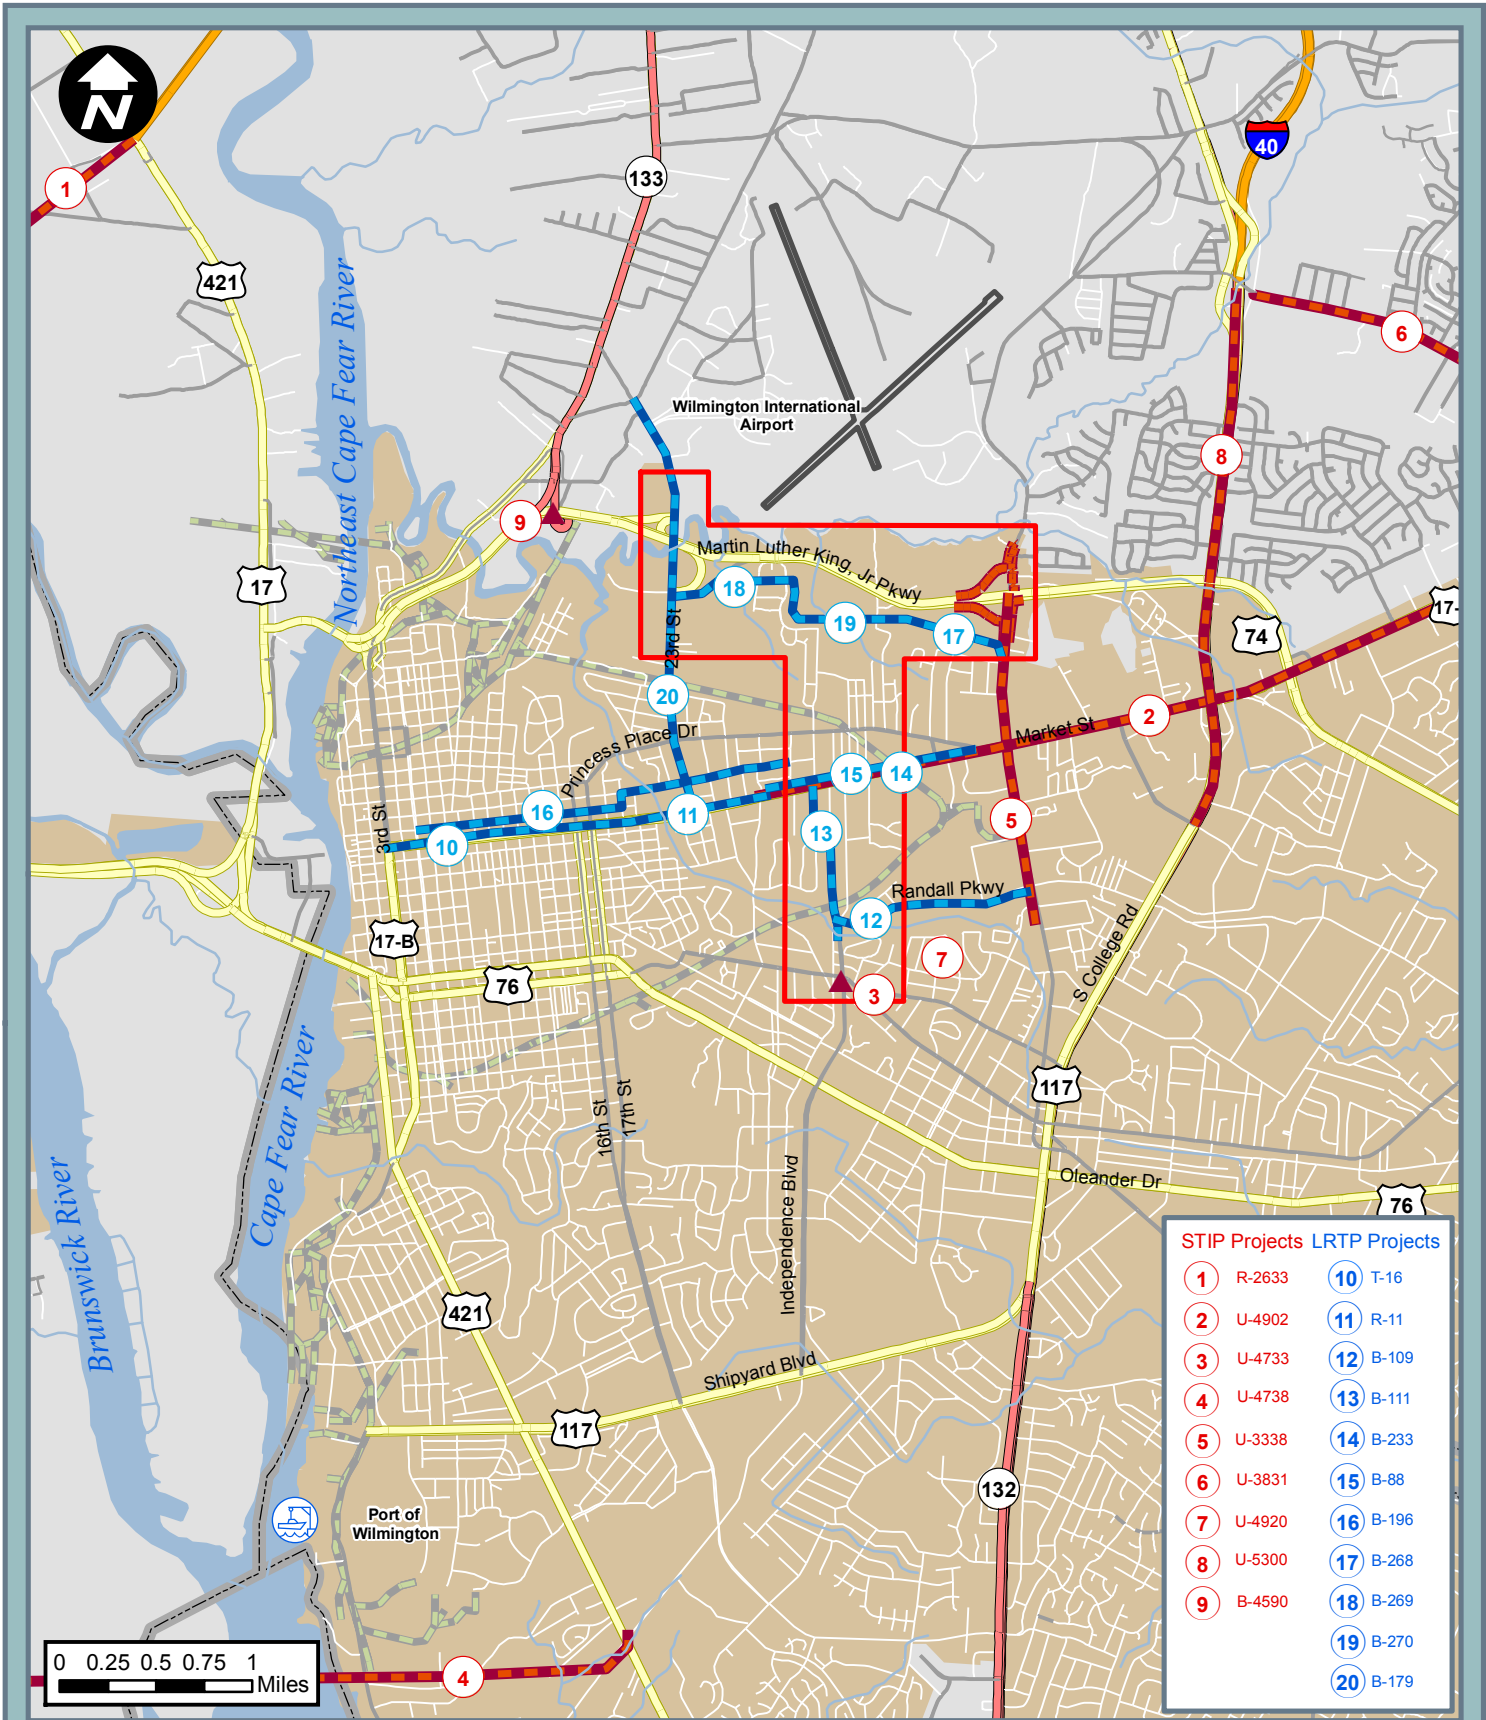 N
1
133
40
421
Northeast Cape Fear River
6
Wilmington International
Airport
8
9
Martin Luther King, Jr Pkwy
17
18
17-
19
17
74
23rd St
20
2
Market St
Princess Place Dr
15
14
16
11
5
3rd St
10
13
Randall Pkwy
12
17-B
7
S College Rd
76
3
Cape Fear River
117
16th St
17th St
Oleander Dr
Independence Blvd
76
Brunswick River
421
Shipyard Blvd
117
132
Port of
Wilmington
4
0 0.25 0.5 0.75 1
Miles
STIP Projects LRTP Projects
1 R-2633 10 T-16
2 U-4902 11 R-11
3 U-4733 12 B-109
4 U-4738 13 B-111
5 U-3338 14 B-233
6 U-3831 15 B-88
7 U-4920 16 B-196
8 U-5300 17 B-268
9 B-4590 18 B-269
19 B-270
20 B-179